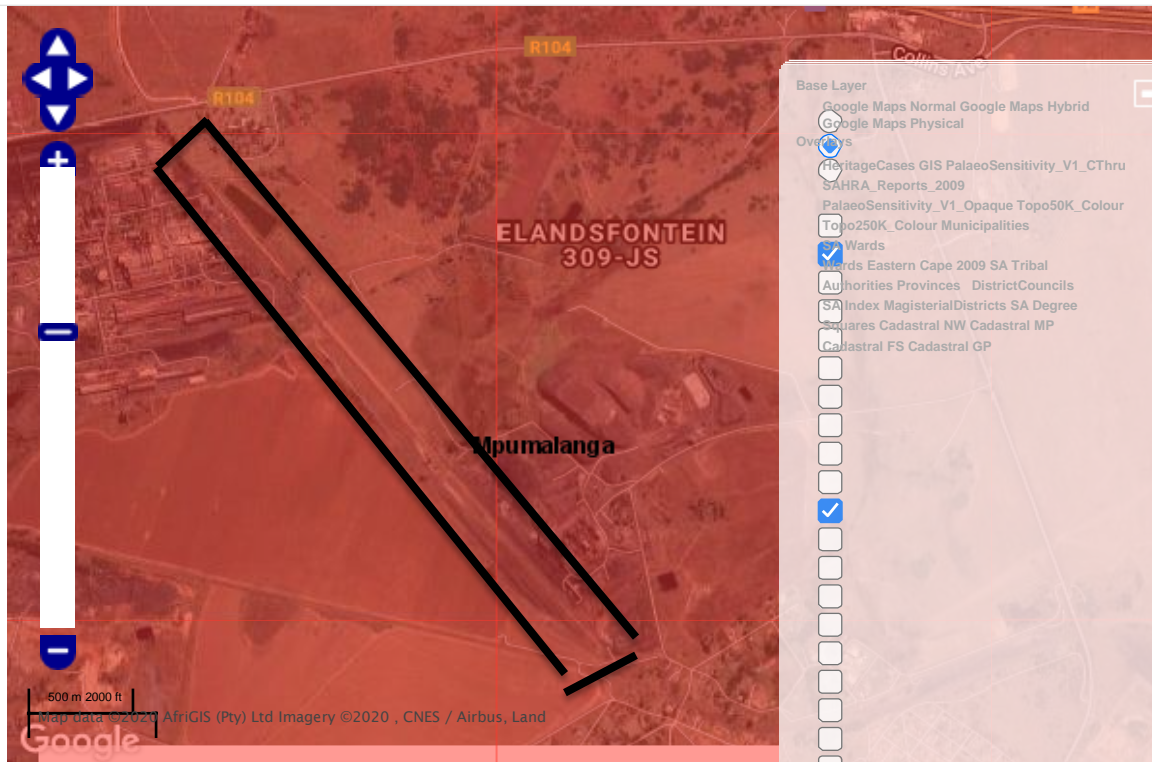 R104
Collins Ave
Base Layer
Google Maps Normal Google Maps Hybrid
R104
Google Maps Physical
Overlays
HeritageCases GIS PalaeoSensitivity_V1_CThru
SAHRA_Reports_2009
PalaeoSensitivity_V1_Opaque Topo50K_Colour
Topo250K_Colour Municipalities
ELANDSFONTEIN
309-JS
SA Wards
Wards Eastern Cape 2009 SA Tribal
Authorities Provinces DistrictCouncils
SA Index MagisterialDistricts SA Degree
Squares Cadastral NW Cadastral MP
Cadastral FS Cadastral GP
Mpumalanga
500 m 2000 ft
Map data ©2020 AfriGIS (Pty) Ltd Imagery ©2020 , CNES / Airbus, Land
Google